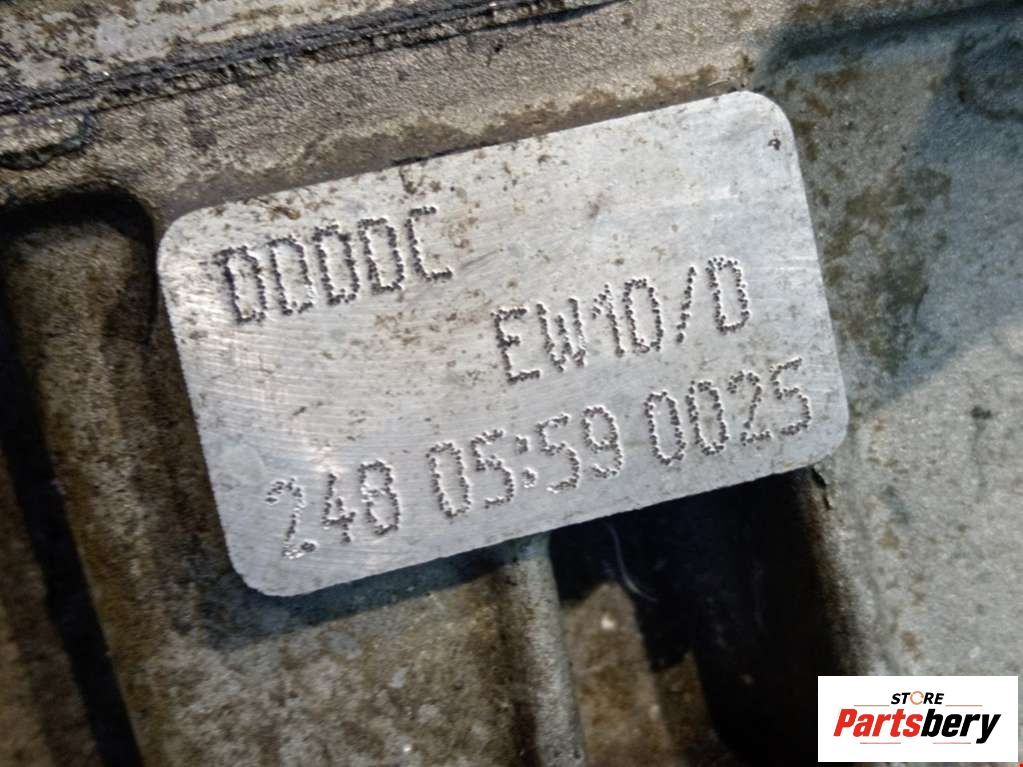 DDDDC
EW10/D
248 05:59 0025
STORE
Partsbery